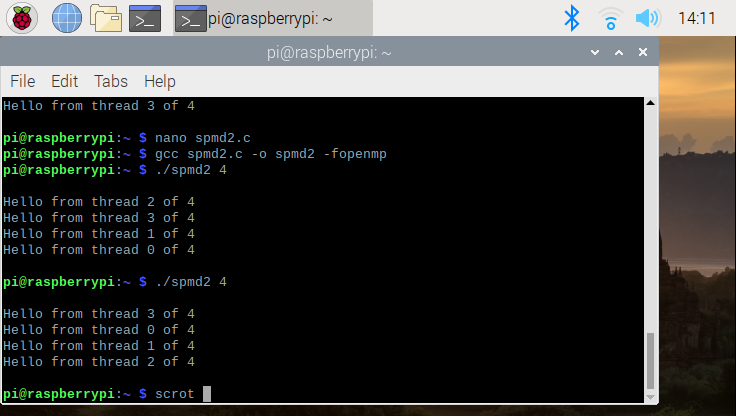 pi@raspberrypi: ~
14:11
pi@raspberrypi: ~
File Edit Tabs Help
Hello from thread 3 of 4
pi@raspberrypi:~ $ nano spmd2.c
pi@raspberrypi:~ $ gcc spmd2.c -o spmd2 -fopenmp
pi@raspberrypi:~ $ ./spmd2 4
Hello from thread 2 of 4
Hello from thread 3 of 4
Hello from thread 1 of 4
Hello from thread 0 of 4
pi@raspberrypi:~ $ ./spmd2 4
Hello from thread 3 of 4
Hello from thread 0 of 4
Hello from thread 1 of 4
Hello from thread 2 of 4
pi@raspberrypi:~ $ scrot